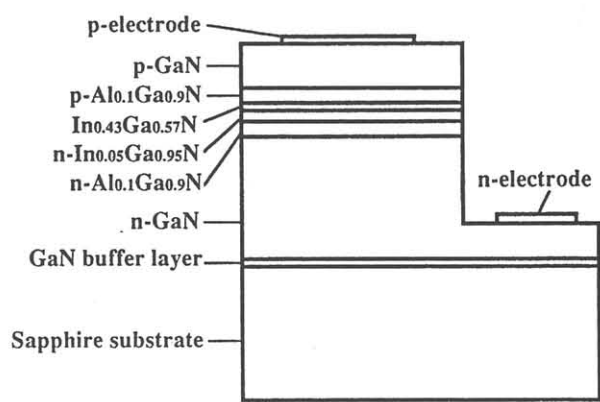 p-electrode
p-GaN
p-Al0.1Ga0.9N
In0.43Ga0.57N
n-In0.05Ga0.95N
n-Al0.1Ga0.9N
n-electrode
n-GaN
GaN buffer layer
Sapphire substrate